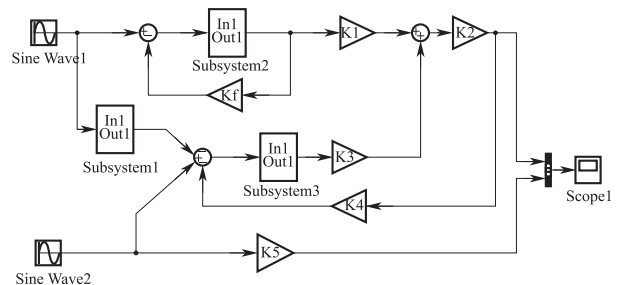 Sine Wave1
In1
Out1
Subsystem2
Kf
K1
K2
In1
Out1
Subsystem1
In1
Out1
Subsystem3
K3
K4
Scope1
Sine Wave2
K5